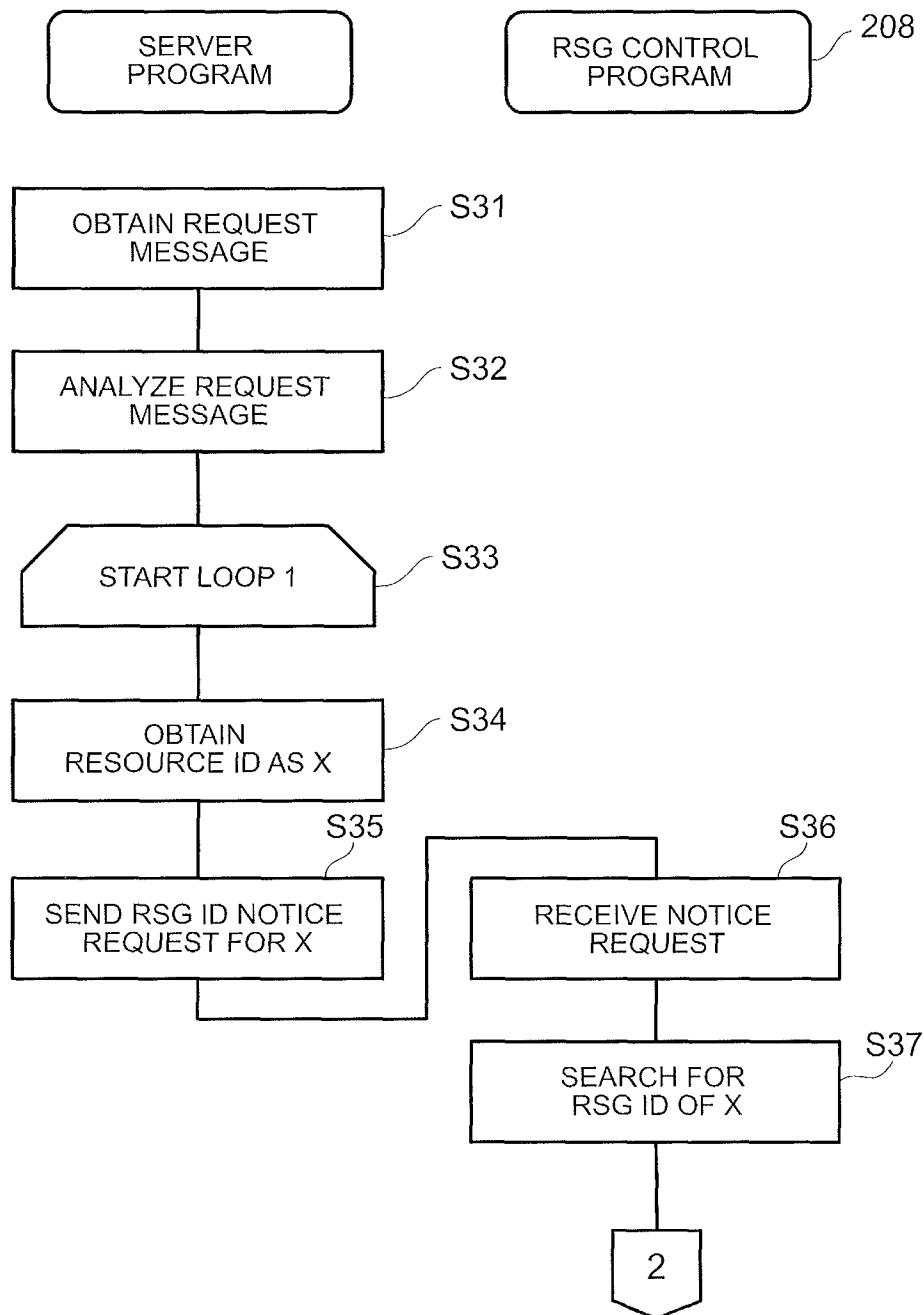 SERVER
PROGRAM
RSG CONTROL
PROGRAM
208
OBTAIN REQUEST
MESSAGE
S31
ANALYZE REQUEST
MESSAGE
S32
START LOOP 1
S33
OBTAIN
RESOURCE ID AS X
S34
S35
SEND RSG ID NOTICE
REQUEST FOR X
S36
RECEIVE NOTICE
REQUEST
S37
SEARCH FOR
RSG ID OF X
2